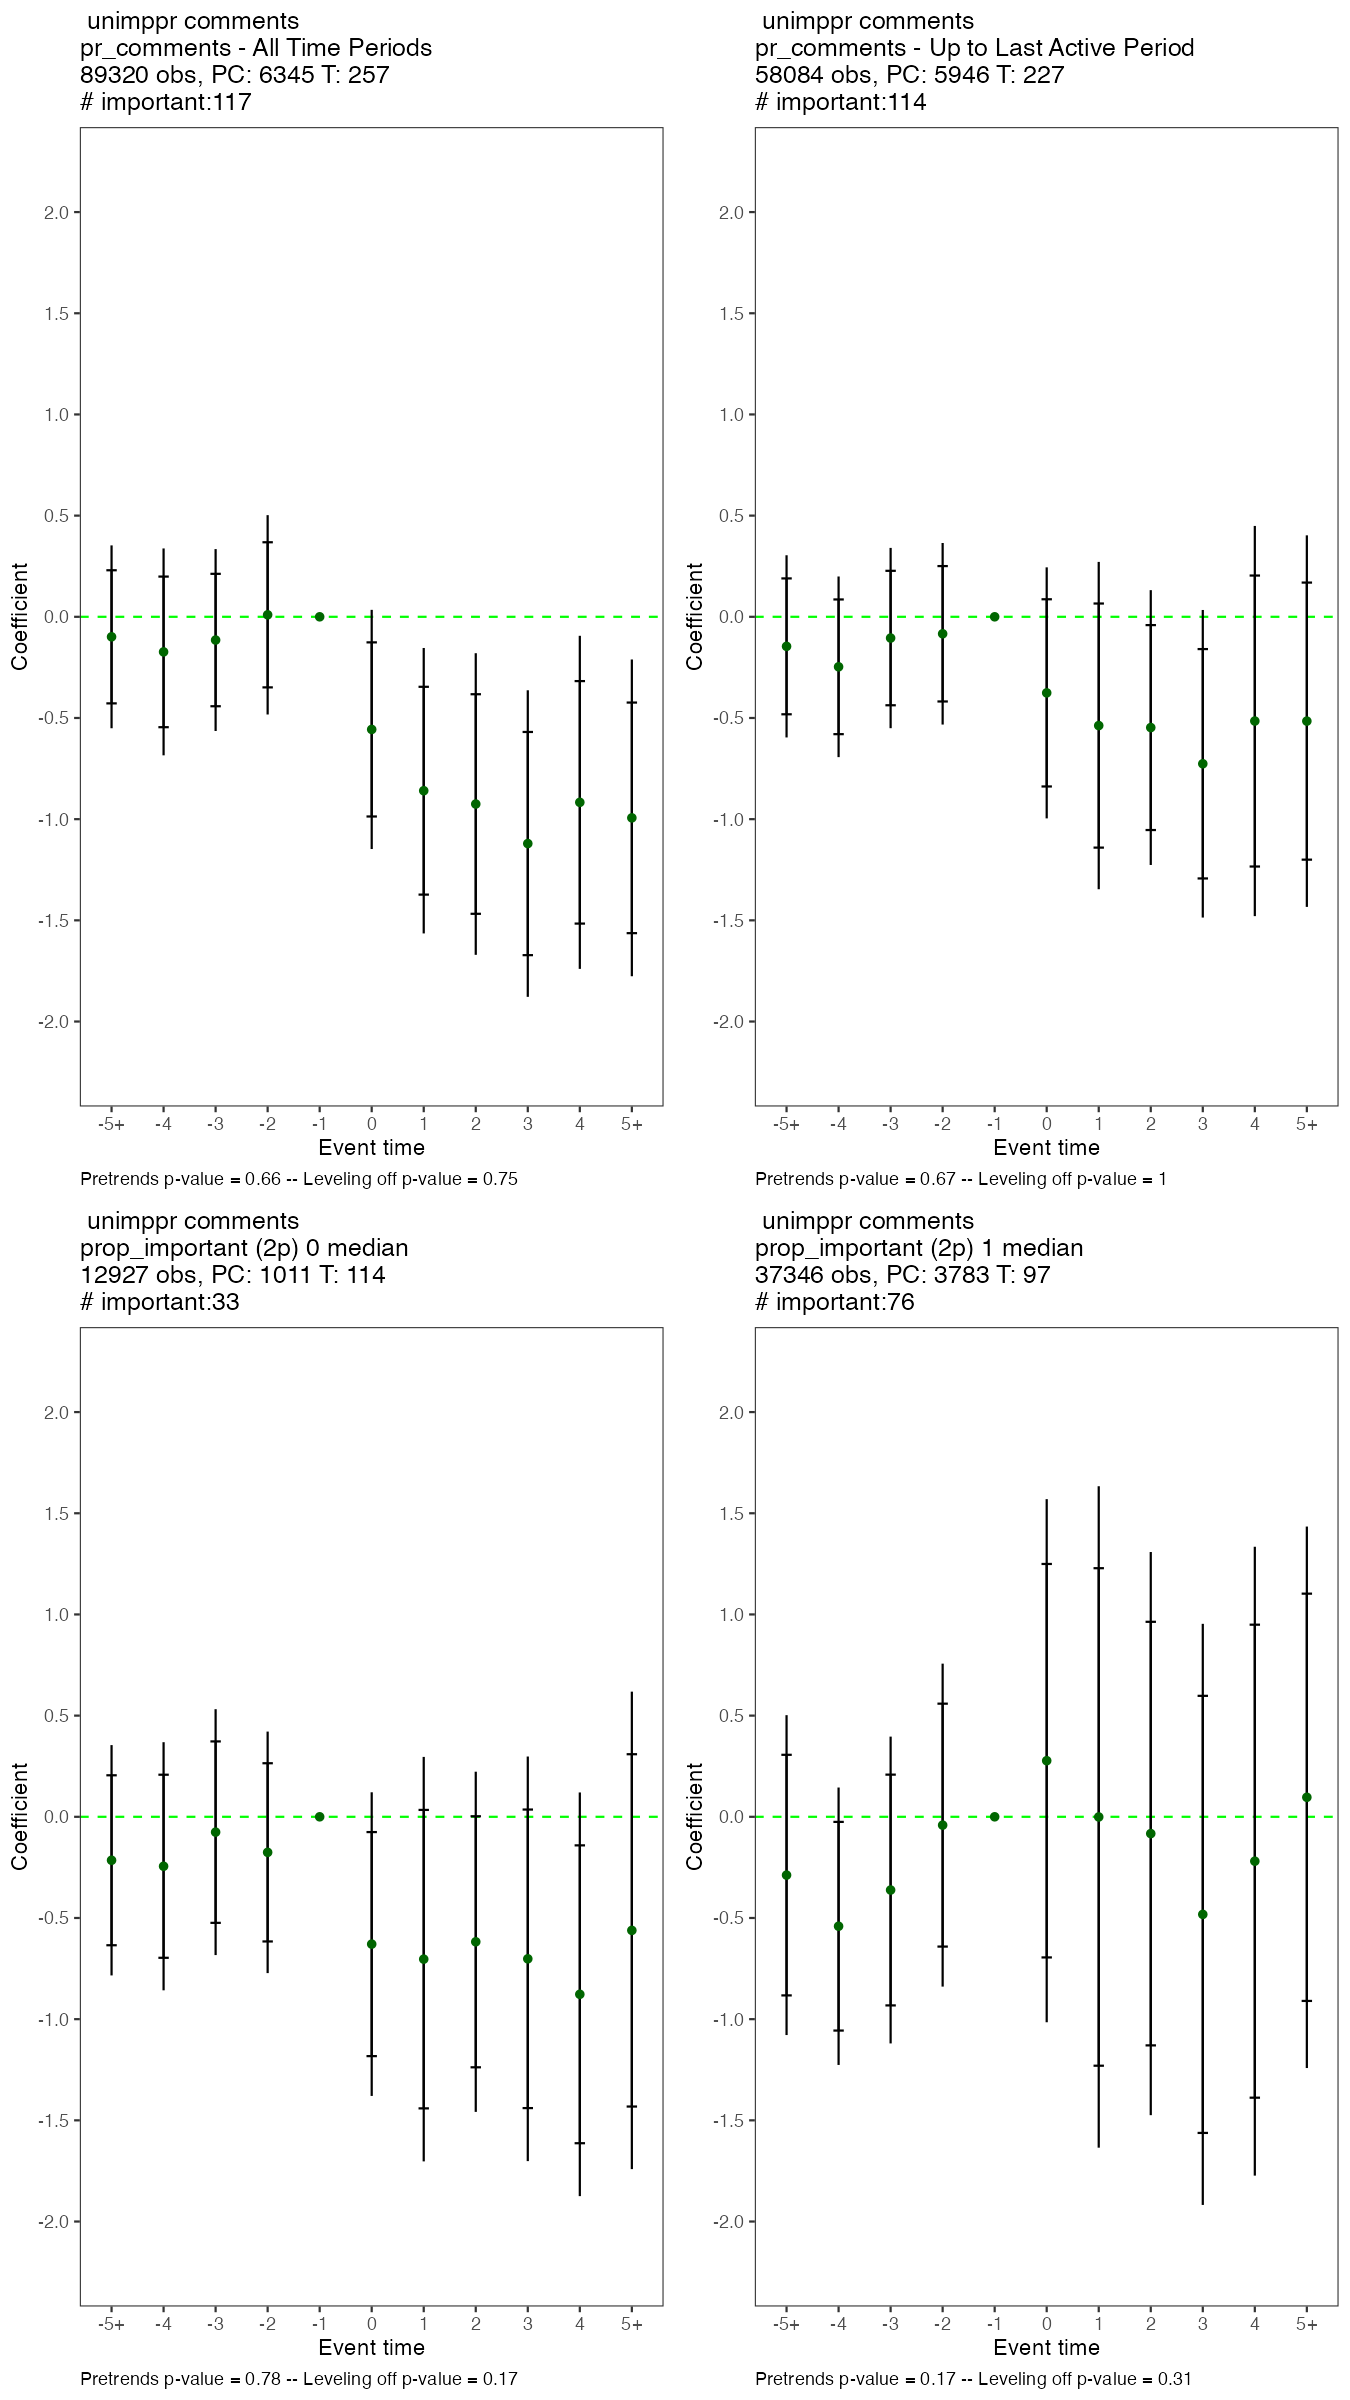 unimppr comments
pr_comments - All Time Periods
89320 obs, PC: 6345 T: 257
# important:117
2.0
1.5
1.0
0.5
0.0
-0.5
-1.0
-1.5
-2.0
Coefficient
-5+ -4 -3 -2 -1 0 1 2 3 4 5+
Event time
Pretrends p-value = 0.66 -- Leveling off p-value = 0.75
unimppr comments
pr_comments - Up to Last Active Period
58084 obs, PC: 5946 T: 227
# important:114
2.0
1.5
1.0
0.5
0.0
-0.5
-1.0
-1.5
-2.0
Coefficient
-5+ -4 -3 -2 -1 0 1 2 3 4 5+
Event time
Pretrends p-value = 0.67 -- Leveling off p-value = 1
unimppr comments
prop_important (2p) 0 median
12927 obs, PC: 1011 T: 114
# important:33
2.0
1.5
1.0
0.5
0.0
-0.5
-1.0
-1.5
-2.0
Coefficient
-5+ -4 -3 -2 -1 0 1 2 3 4 5+
Event time
Pretrends p-value = 0.78 -- Leveling off p-value = 0.17
unimppr comments
prop_important (2p) 1 median
37346 obs, PC: 3783 T: 97
# important:76
2.0
1.5
1.0
0.5
0.0
-0.5
-1.0
-1.5
-2.0
Coefficient
-5+ -4 -3 -2 -1 0 1 2 3 4 5+
Event time
Pretrends p-value = 0.17 -- Leveling off p-value = 0.31